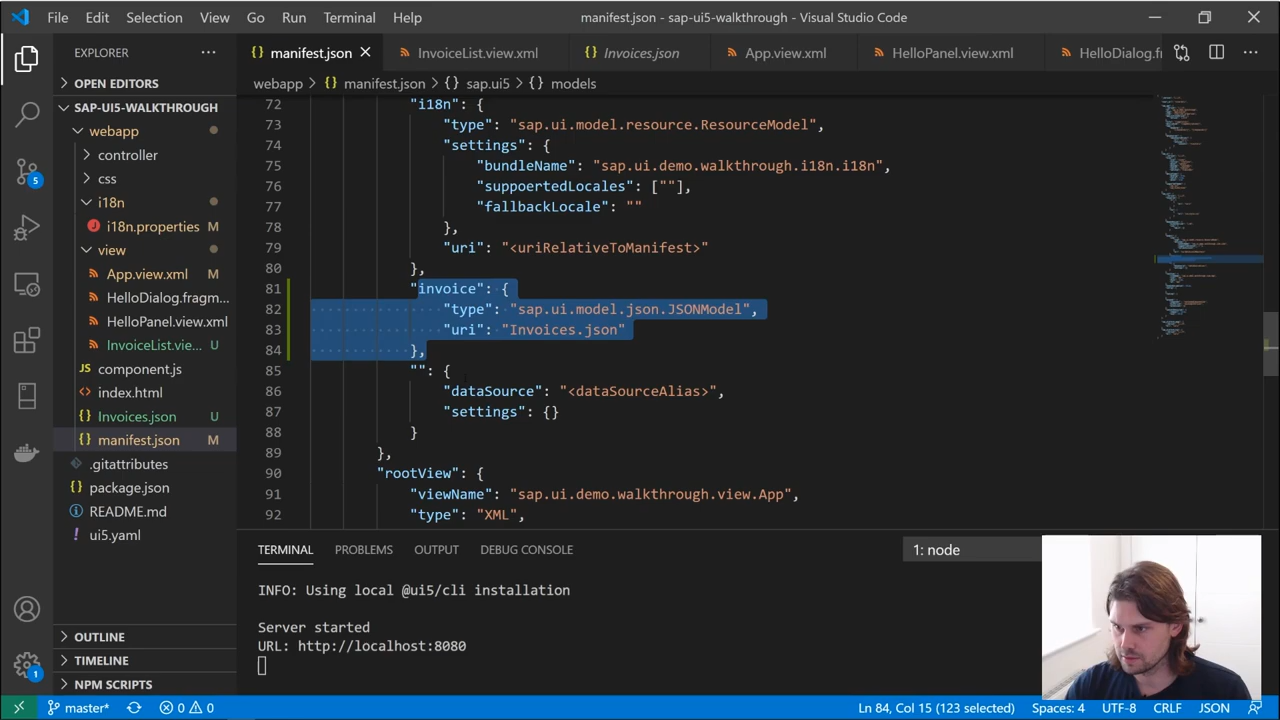 File Edit Selection View Go Run Terminal Help
manifest.json - sap-ui5-walkthrough - Visual Studio Code
EXPLORER
manifest.json
InvoiceList.view.xml
Invoices.json
App.view.xml
HelloPanel.view.xml
HelloDialog.fr
webapp > {} manifest.json > {} sap.ui5 > {} models
OPEN EDITORS
SAP-UI5-WALKTHROUGH
webapp
controller
css
i18n
i18n.properties M
view
App.view.xml M
HelloDialog.fragm... M
HelloPanel.view.xml M
InvoiceList.vie... U
component.js
index.html
Invoices.json U
manifest.json M
.gitattributes
package.json
README.md
ui5.yaml
OUTLINE
TIMELINE
NPM SCRIPTS
5
1
72 "i18n": {
73 "type": "sap.ui.model.resource.ResourceModel",
74 "settings": {
75 "bundleName": "sap.ui.demo.walkthrough.i18n.i18n",
76 "suppoertedLocales": [""],
77 "fallbackLocale": ""
78 },
79 "uri": "<uriRelativeToManifest>"
80 },
81 "invoice": {
82 "type": "sap.ui.model.json.JSONModel",
83 "uri": "Invoices.json"
84 },
85 "": {
86 "dataSource": "<dataSourceAlias>",
87 "settings": {}
88 }
89 },
90 "rootView": {
91 "viewName": "sap.ui.demo.walkthrough.view.App",
92 "type": "XML",
TERMINAL PROBLEMS OUTPUT DEBUG CONSOLE
1: node
INFO: Using local @ui5/cli installation
Server started
URL: http://localhost:8080
master* 0 0
Ln 84, Col 15 (123 selected) Spaces: 4 UTF-8 CRLF JSON